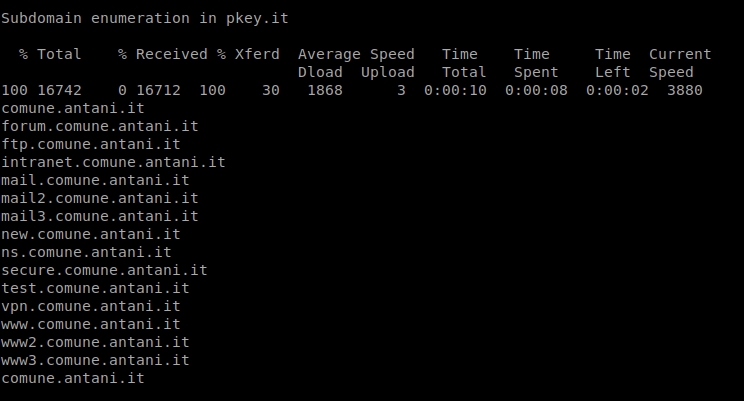 Subdomain enumeration in pkey.it
% Total % Received % Xferd Average Speed Time Time Time Current
Dload Upload Total Spent Left Speed
100 16742 0 16712 100 30 1868 3 0:00:10 0:00:08 0:00:02 3880
comune.antani.it
forum.comune.antani.it
ftp.comune.antani.it
intranet.comune.antani.it
mail.comune.antani.it
mail2.comune.antani.it
mail3.comune.antani.it
new.comune.antani.it
ns.comune.antani.it
secure.comune.antani.it
test.comune.antani.it
vpn.comune.antani.it
www.comune.antani.it
www2.comune.antani.it
www3.comune.antani.it
comune.antani.it